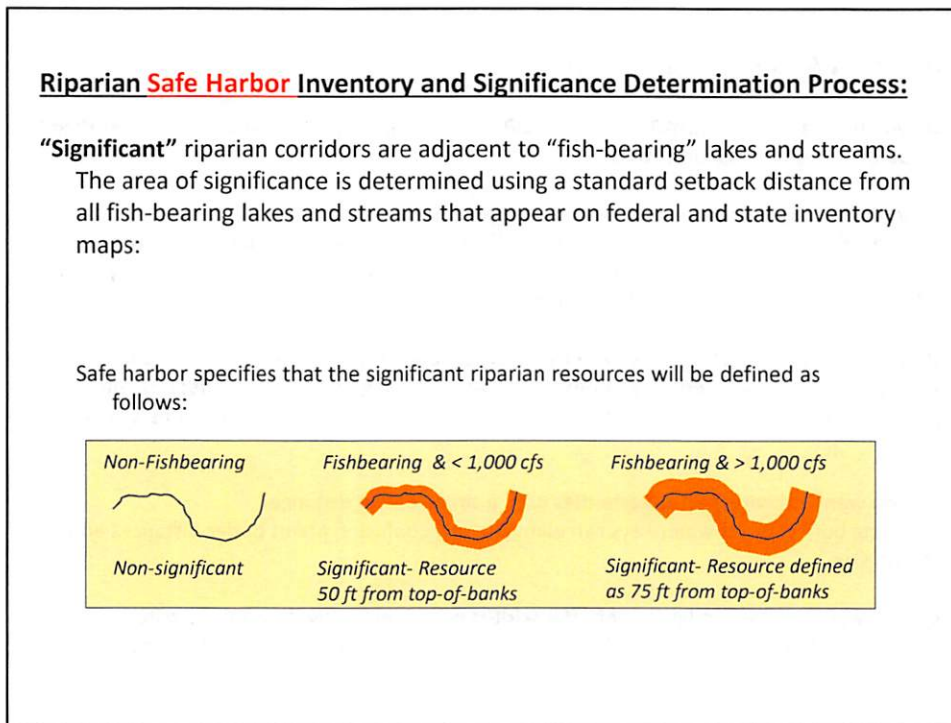 Riparian Safe Harbor Inventory and Significance Determination Process:
“Significant” riparian corridors are adjacent to “fish-bearing” lakes and streams.
The area of significance is determined using a standard setback distance from
all fish-bearing lakes and streams that appear on federal and state inventory
maps:
Safe harbor specifies that the significant riparian resources will be defined as
follows:
Non-Fishbearing
Non-significant
Fishbearing & < 1,000 cfs
Significant- Resource
50 ft from top-of-banks
Fishbearing & > 1,000 cfs
Significant- Resource defined
as 75 ft from top-of-banks